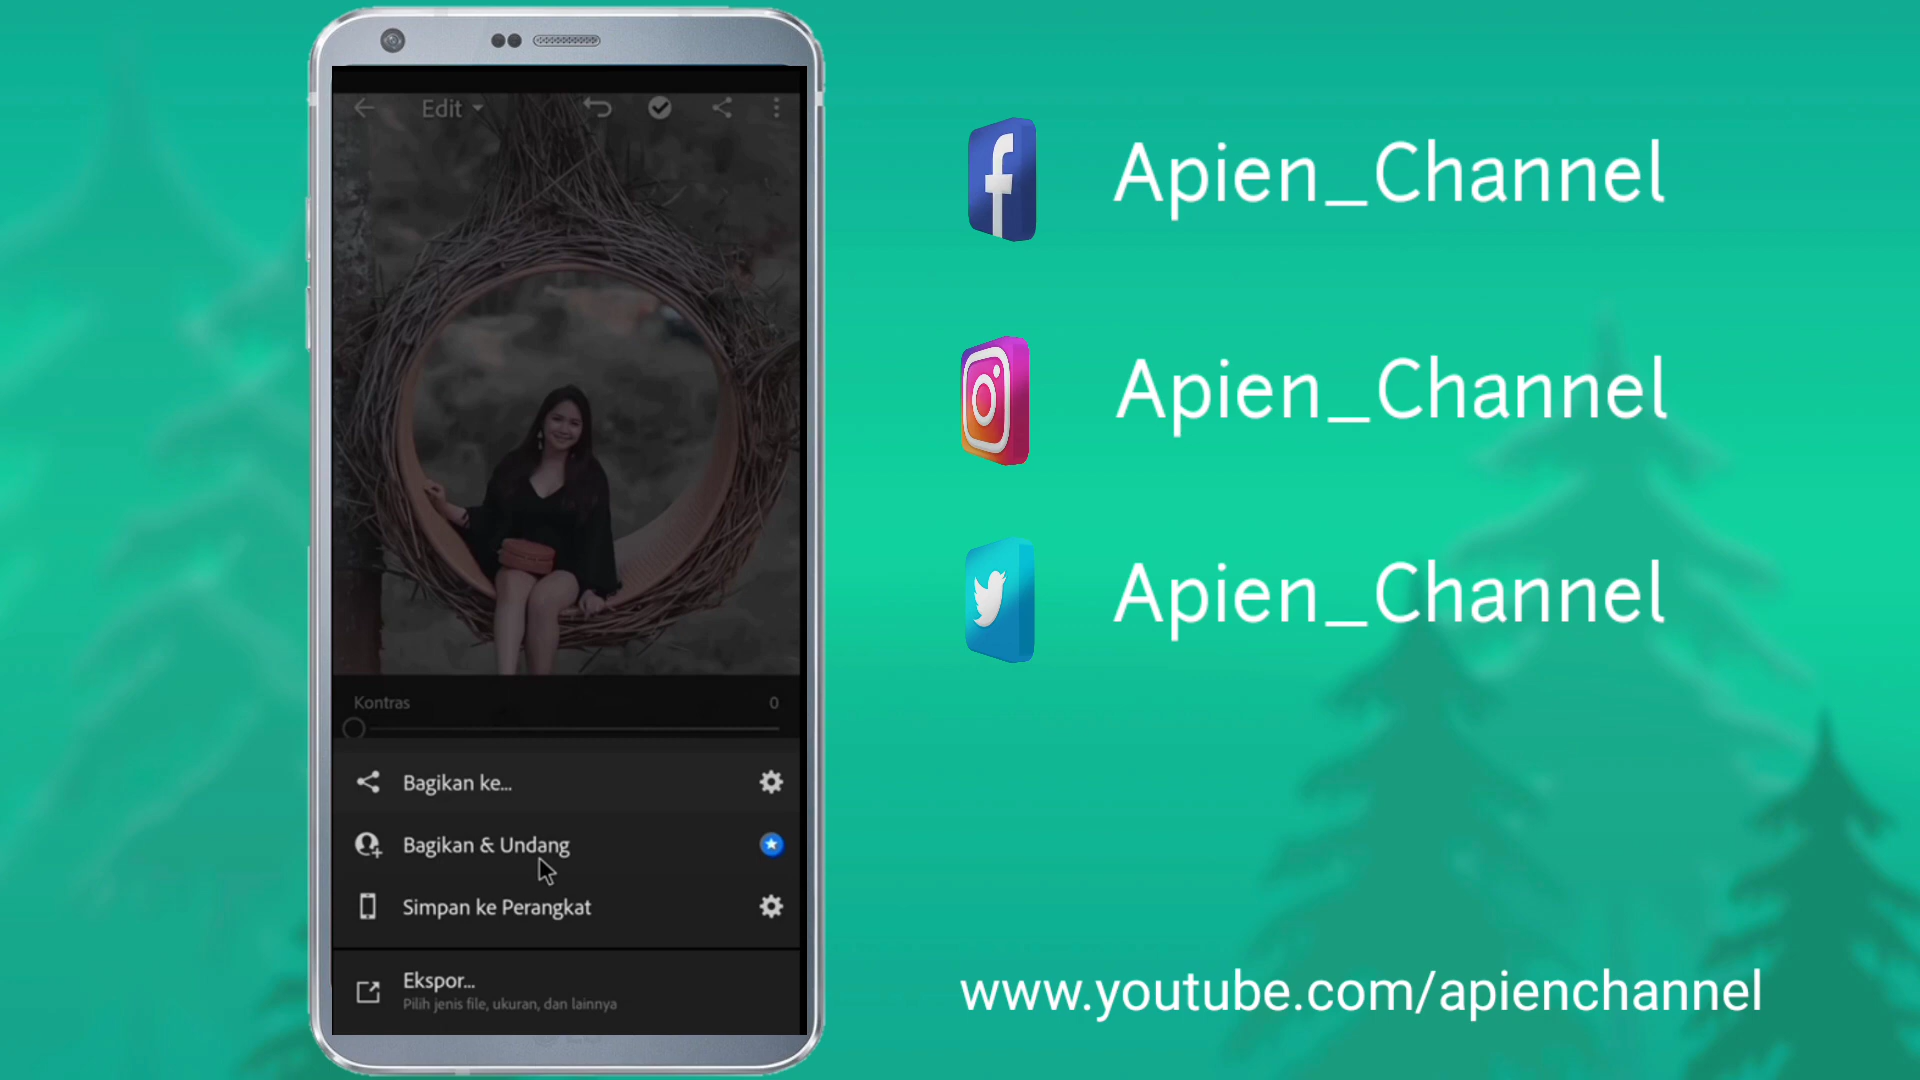 Edit
Kontras 0
Bagikan ke...
Bagikan & Undang
Simpan ke Perangkat
Ekspor...
Pilih jenis file, ukuran, dan lainnya
Apien_Channel
Apien_Channel
Apien_Channel
www.youtube.com/apienchannel